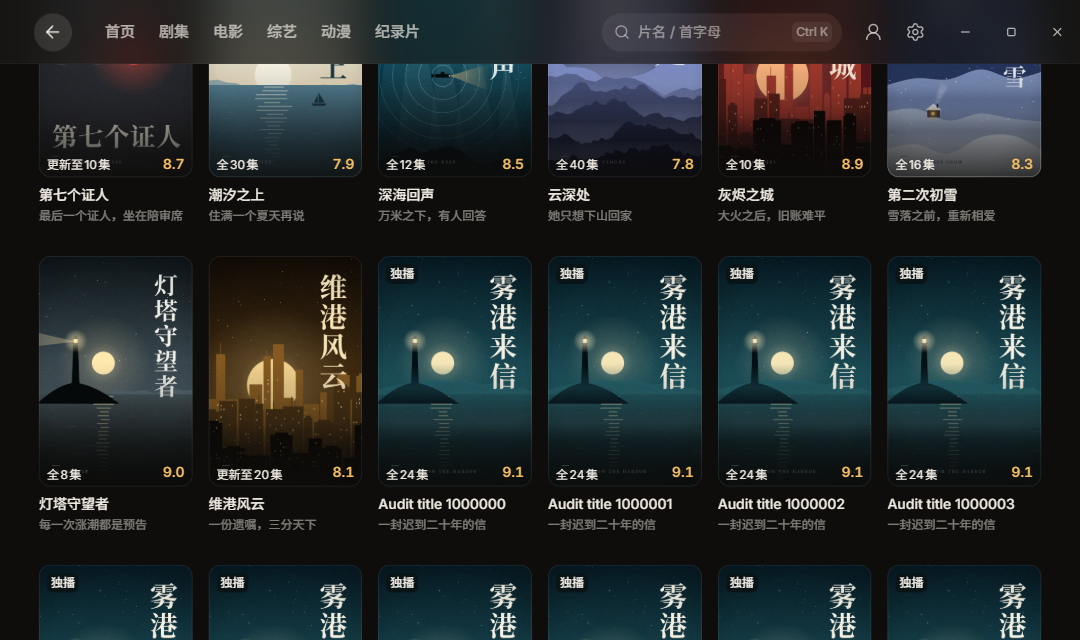 首页 剧集 电影 综艺 动漫 纪录片 片名 / 首字母 Ctrl K
第七个证人 上 声 城 雪
更新至10集 8.7 全30集 7.9 全12集 8.5 全40集 7.8 全10集 8.9 全16集 8.3
第七个证人 潮汐之上 深海回声 云深处 灰烬之城 第二次初雪
最后一个证人，坐在陪审席 住满一个夏天再说 万米之下，有人回答 她只想下山回家 大火之后，旧账难平 雪落之前，重新相爱
独播 独播 独播 独播
灯塔守望者 维港风云 雾港来信 雾港来信 雾港来信 雾港来信
全8集 9.0 更新至20集 8.1 全24集 9.1 全24集 9.1 全24集 9.1 全24集 9.1
灯塔守望者 维港风云 Audit title 1000000 Audit title 1000001 Audit title 1000002 Audit title 1000003
每一次涨潮都是预告 一份遗嘱，三分天下 一封迟到二十年的信 一封迟到二十年的信 一封迟到二十年的信 一封迟到二十年的信
独播 独播 独播 独播 独播 独播
雾港 雾港 雾港 雾港 雾港 雾港